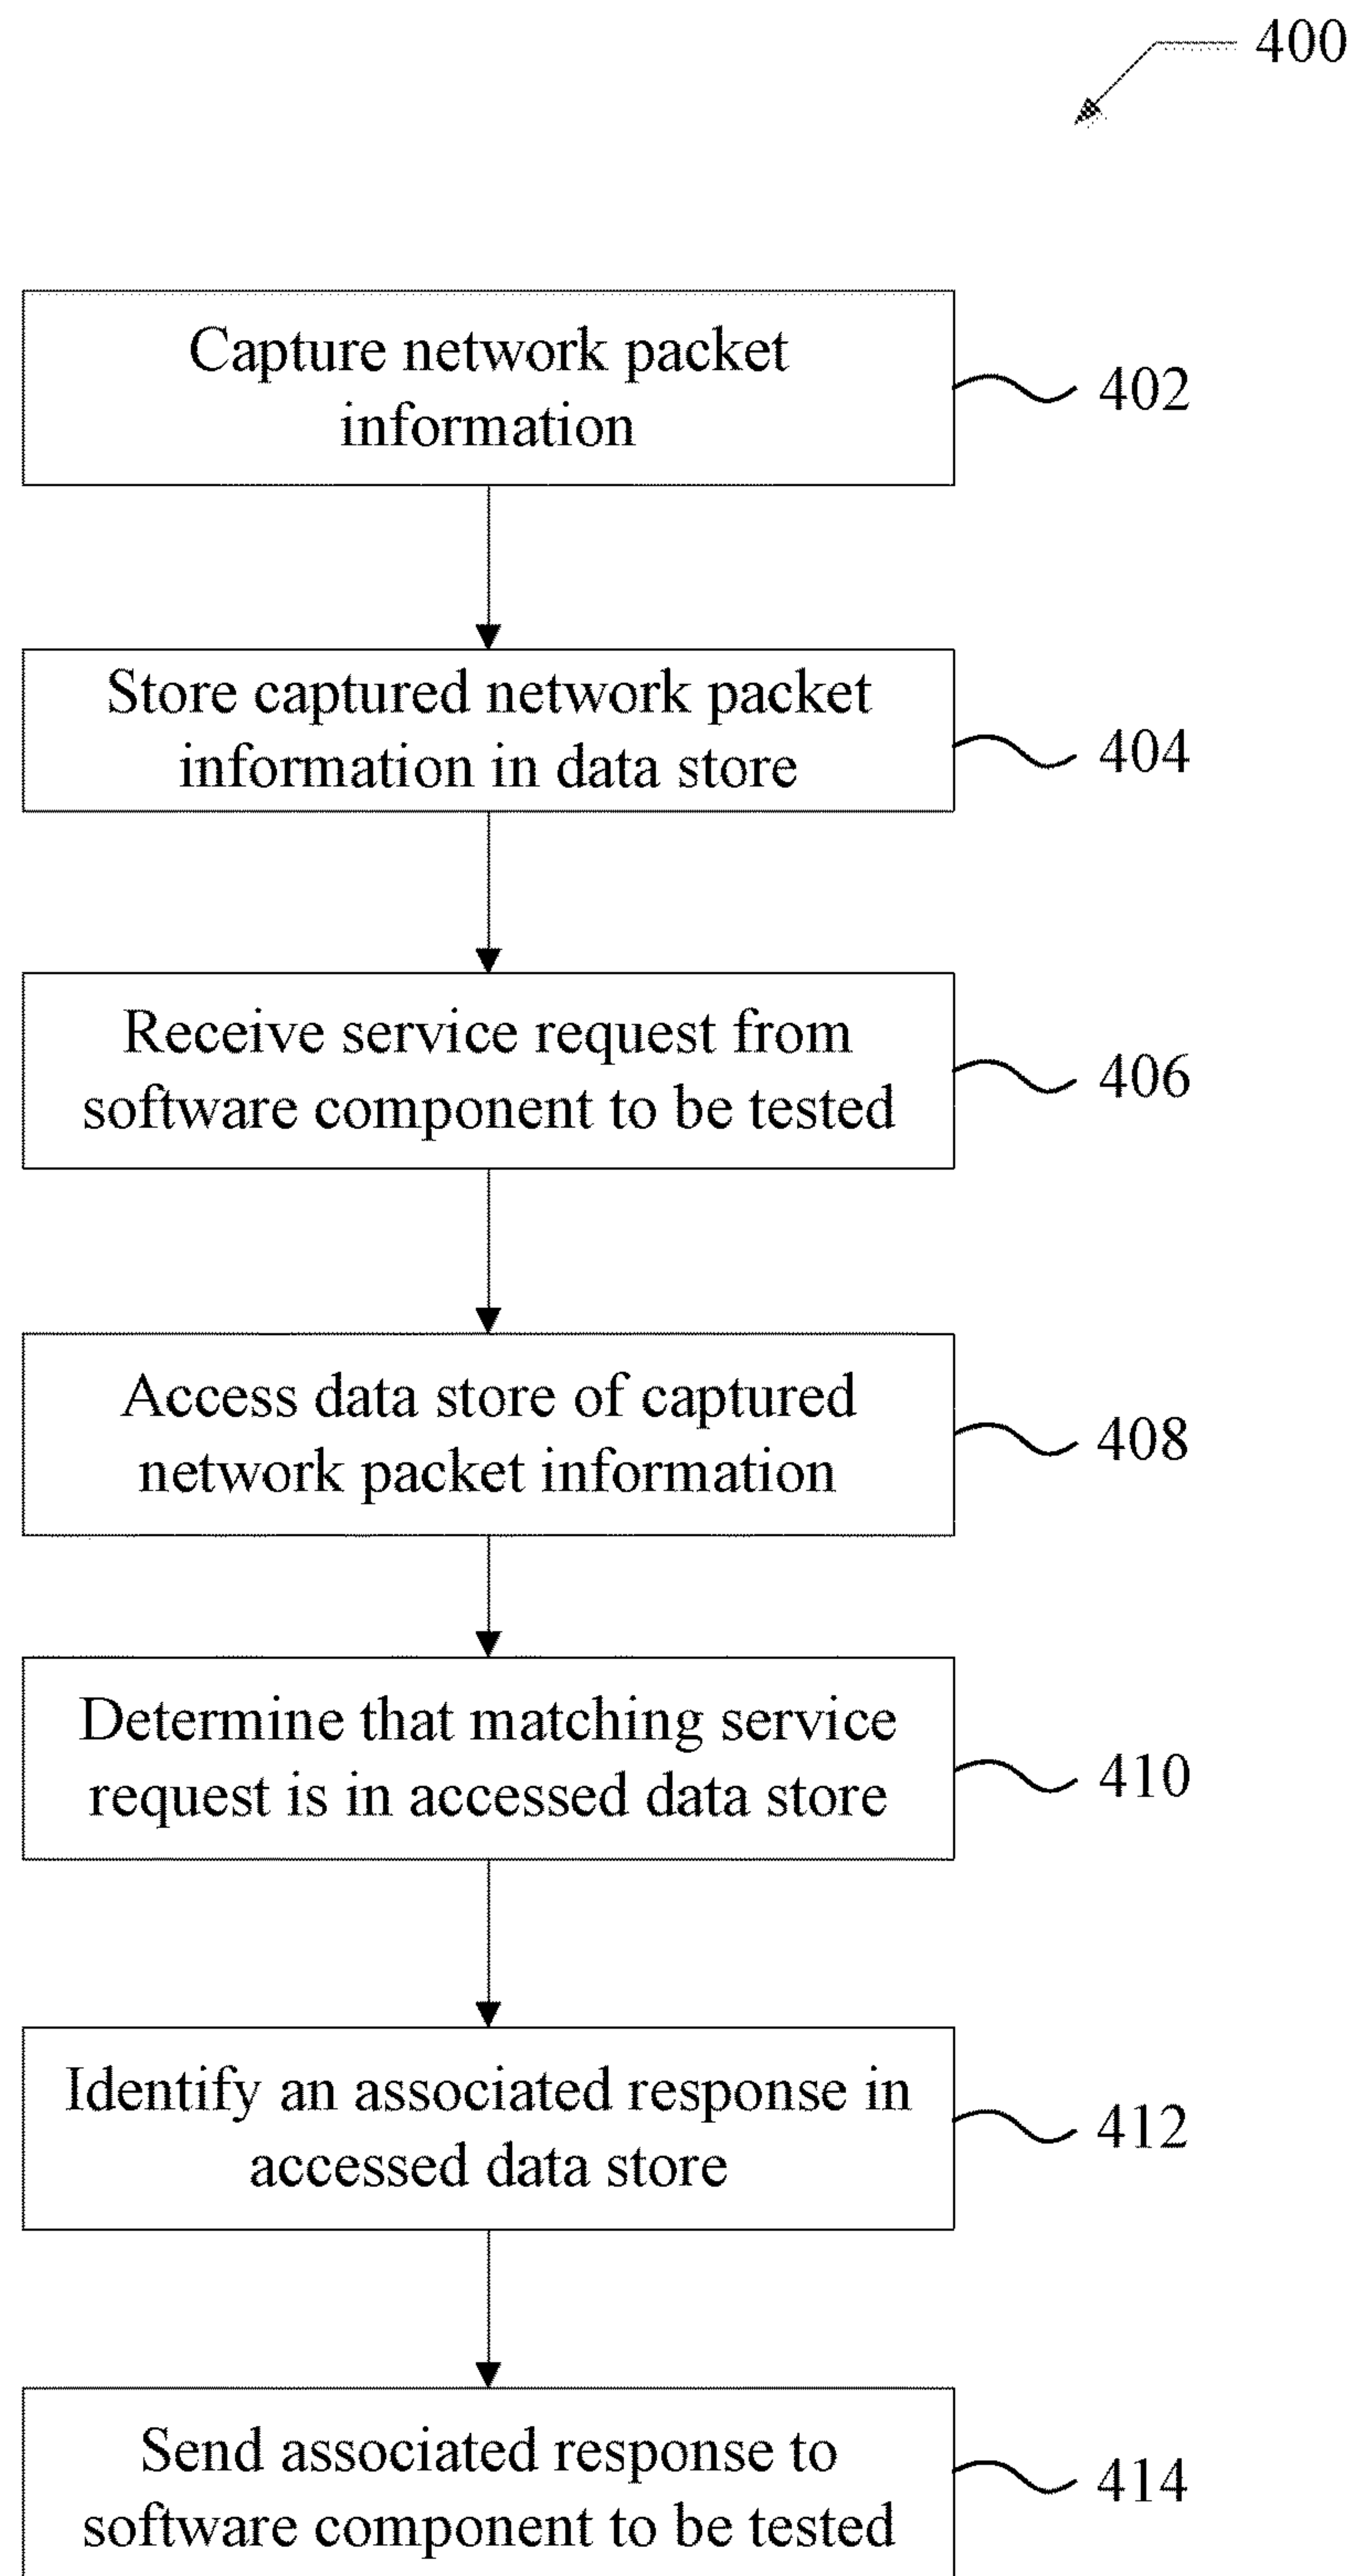 400
Capture network packet
information
402
Store captured network packet
information in data store
404
Receive service request from
software component to be tested
406
Access data store of captured
network packet information
408
Determine that matching service
request is in accessed data store
410
Identify an associated response in
accessed data store
412
Send associated response to
software component to be tested
414